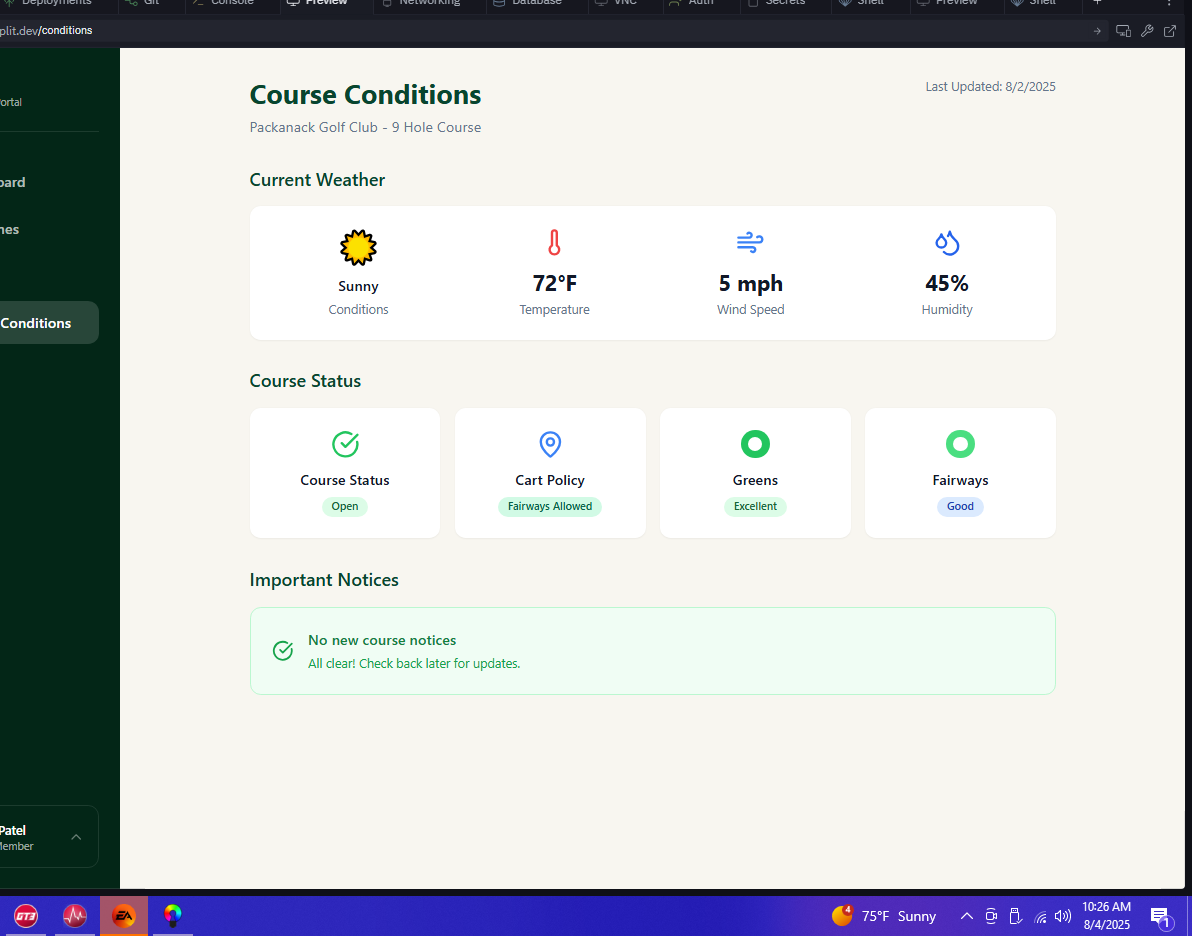 Deployments Git Console Preview Networking Database VNC Auth Secrets Shell Preview Shell
plit.dev/conditions
ortal
Course Conditions
Last Updated: 8/2/2025
Packanack Golf Club - 9 Hole Course
oard
Current Weather
nes
Sunny
Conditions
72°F
Temperature
5 mph
Wind Speed
45%
Humidity
Conditions
Course Status
Course Status
Open
Cart Policy
Fairways Allowed
Greens
Excellent
Fairways
Good
Important Notices
No new course notices
All clear! Check back later for updates.
Patel
Member
GT3
EA
4
75°F Sunny
10:26 AM
8/4/2025
1